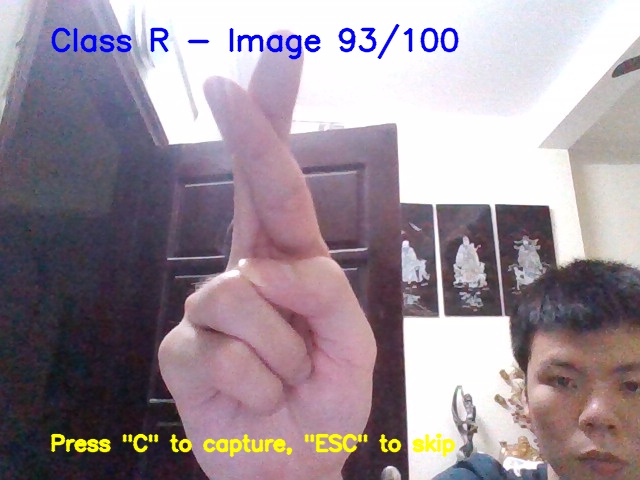 Class R - Image 93/100
Press "C" to capture, "ESC" to skip